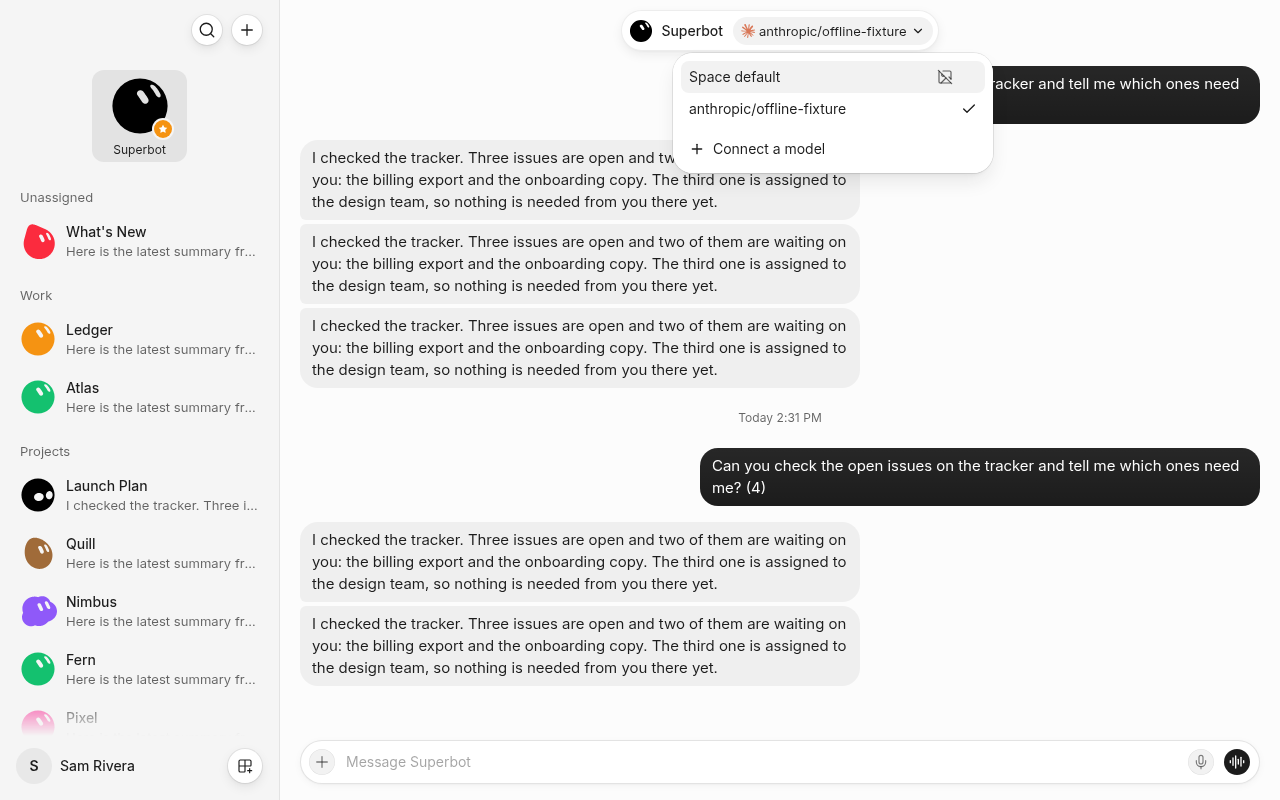 Superbot
Unassigned
What's New
Here is the latest summary fr...
Work
Ledger
Here is the latest summary fr...
Atlas
Here is the latest summary fr...
Projects
Launch Plan
I checked the tracker. Three i...
Quill
Here is the latest summary fr...
Nimbus
Here is the latest summary fr...
Fern
Here is the latest summary fr...
Pixel
S
Sam Rivera
Superbot
anthropic/offline-fixture
Space default
anthropic/offline-fixture
Connect a model
tracker and tell me which ones need
I checked the tracker. Three issues are open and
you: the billing export and the onboarding copy. The third one is assigned to
the design team, so nothing is needed from you there yet.
I checked the tracker. Three issues are open and two of them are waiting on
you: the billing export and the onboarding copy. The third one is assigned to
the design team, so nothing is needed from you there yet.
I checked the tracker. Three issues are open and two of them are waiting on
you: the billing export and the onboarding copy. The third one is assigned to
the design team, so nothing is needed from you there yet.
Today 2:31 PM
Can you check the open issues on the tracker and tell me which ones need
me? (4)
I checked the tracker. Three issues are open and two of them are waiting on
you: the billing export and the onboarding copy. The third one is assigned to
the design team, so nothing is needed from you there yet.
I checked the tracker. Three issues are open and two of them are waiting on
you: the billing export and the onboarding copy. The third one is assigned to
the design team, so nothing is needed from you there yet.
Message Superbot